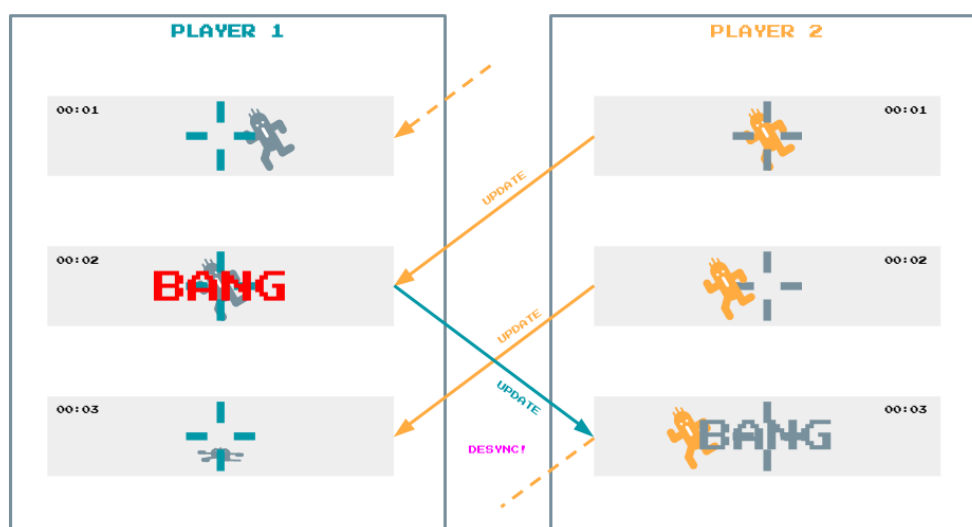 PLAYER 1
PLAYER 2
00:01
00:01
UPDATE
00:02
BANG
00:02
UPDATE
UPDATE
00:03
DESYNC!
BANG
00:03